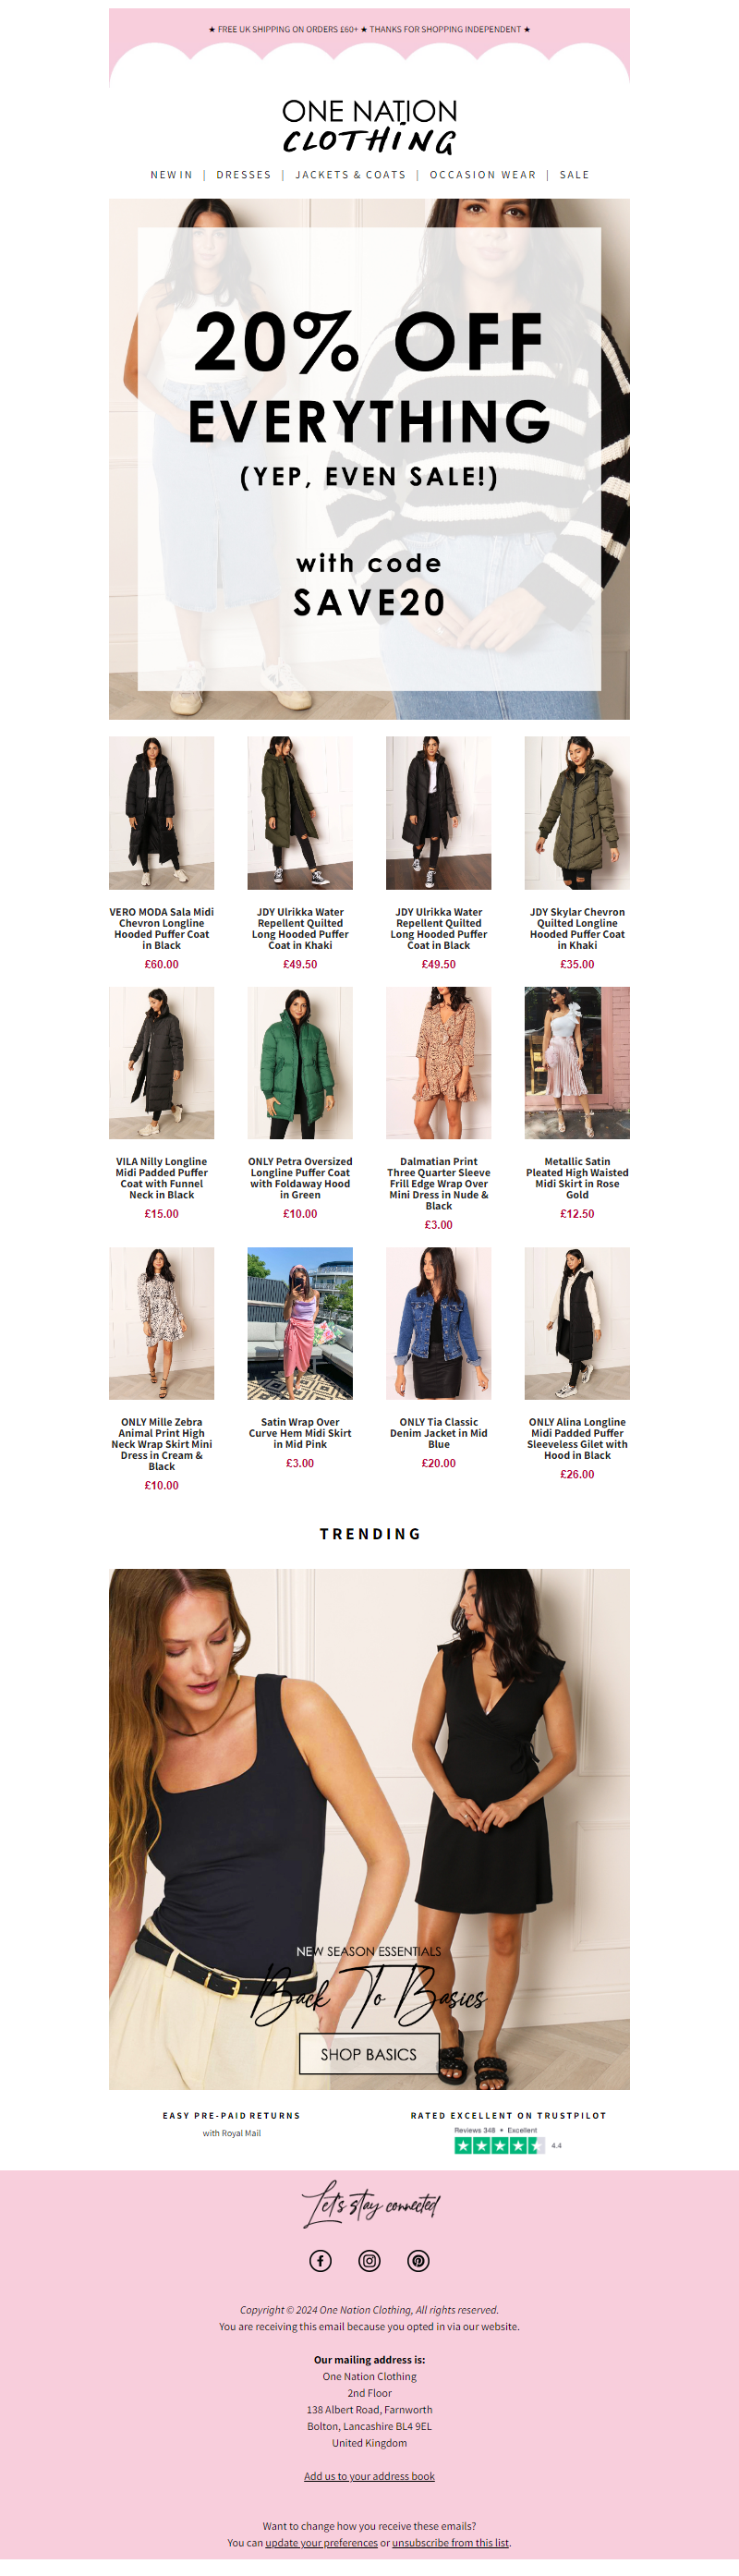 ★ FREE UK SHIPPING ON ORDERS £60+ ★ THANKS FOR SHOPPING INDEPENDENT ★
ONE NATION
CLOTHING
NEW IN | DRESSES | JACKETS & COATS | OCCASION WEAR | SALE
20% OFF
EVERYTHING
(YEP, EVEN SALE!)
with code
SAVE20
VERO MODA Sala Midi
Chevron Longline
Hooded Puffer Coat
in Black
£60.00
JDY Ulrikka Water
Repellent Quilted
Long Hooded Puffer
Coat in Khaki
£49.50
JDY Ulrikka Water
Repellent Quilted
Long Hooded Puffer
Coat in Black
£49.50
JDY Skylar Chevron
Quilted Longline
Hooded Puffer Coat
in Khaki
£35.00
VILA Nilly Longline
Midi Padded Puffer
Coat with Funnel
Neck in Black
£15.00
ONLY Petra Oversized
Longline Puffer Coat
with Foldaway Hood
in Green
£10.00
Dalmatian Print
Three Quarter Sleeve
Frill Edge Wrap Over
Mini Dress in Nude &
Black
£3.00
Metallic Satin
Pleated High Waisted
Midi Skirt in Rose
Gold
£12.50
ONLY Mille Zebra
Animal Print High
Neck Wrap Skirt Mini
Dress in Cream &
Black
£10.00
Satin Wrap Over
Curve Hem Midi Skirt
in Mid Pink
£3.00
ONLY Tia Classic
Denim Jacket in Mid
Blue
£20.00
ONLY Alina Longline
Midi Padded Puffer
Sleeveless Gilet with
Hood in Black
£26.00
TRENDING
NEW SEASON ESSENTIALS
Back To Basics
SHOP BASICS
EASY PRE-PAID RETURNS
with Royal Mail
RATED EXCELLENT ON TRUSTPILOT
Reviews 348 • Excellent
4.4
Let's stay connected
Copyright © 2024 One Nation Clothing, All rights reserved.
You are receiving this email because you opted in via our website.
Our mailing address is:
One Nation Clothing
2nd Floor
138 Albert Road, Farnworth
Bolton, Lancashire BL4 9EL
United Kingdom
Add us to your address book
Want to change how you receive these emails?
You can update your preferences or unsubscribe from this list.